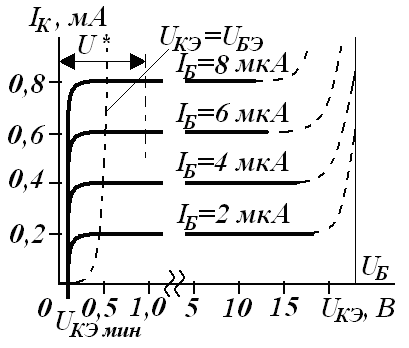 I_К, мА
U*
U_КЭ=U_БЭ
I_Б=8 мкА
0,8
I_Б=6 мкА
0,6
I_Б=4 мкА
0,4
I_Б=2 мкА
0,2
U_Б
0 0,5 1,0 5 10 15 U_КЭ, В
U_КЭ мин